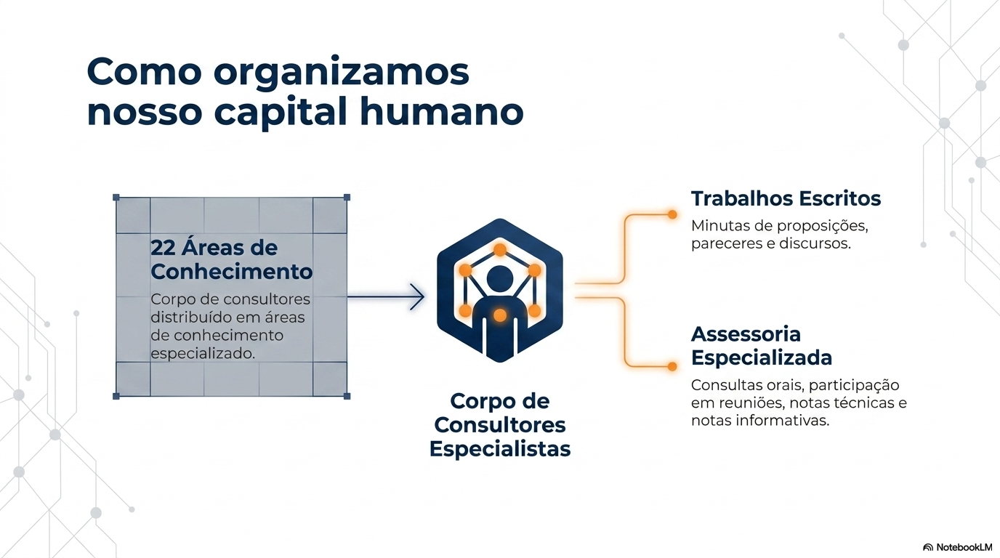 Como organizamos
nosso capital humano
22 Áreas de
Conhecimento
Corpo de consultores
distribuído em áreas
de conhecimento
especializado.
Corpo de
Consultores
Especialistas
Trabalhos Escritos
Minutas de proposições,
pareceres e discursos.
Assessoria
Especializada
Consultas orais, participação
em reuniões, notas técnicas e
notas informativas.
NotebookLM